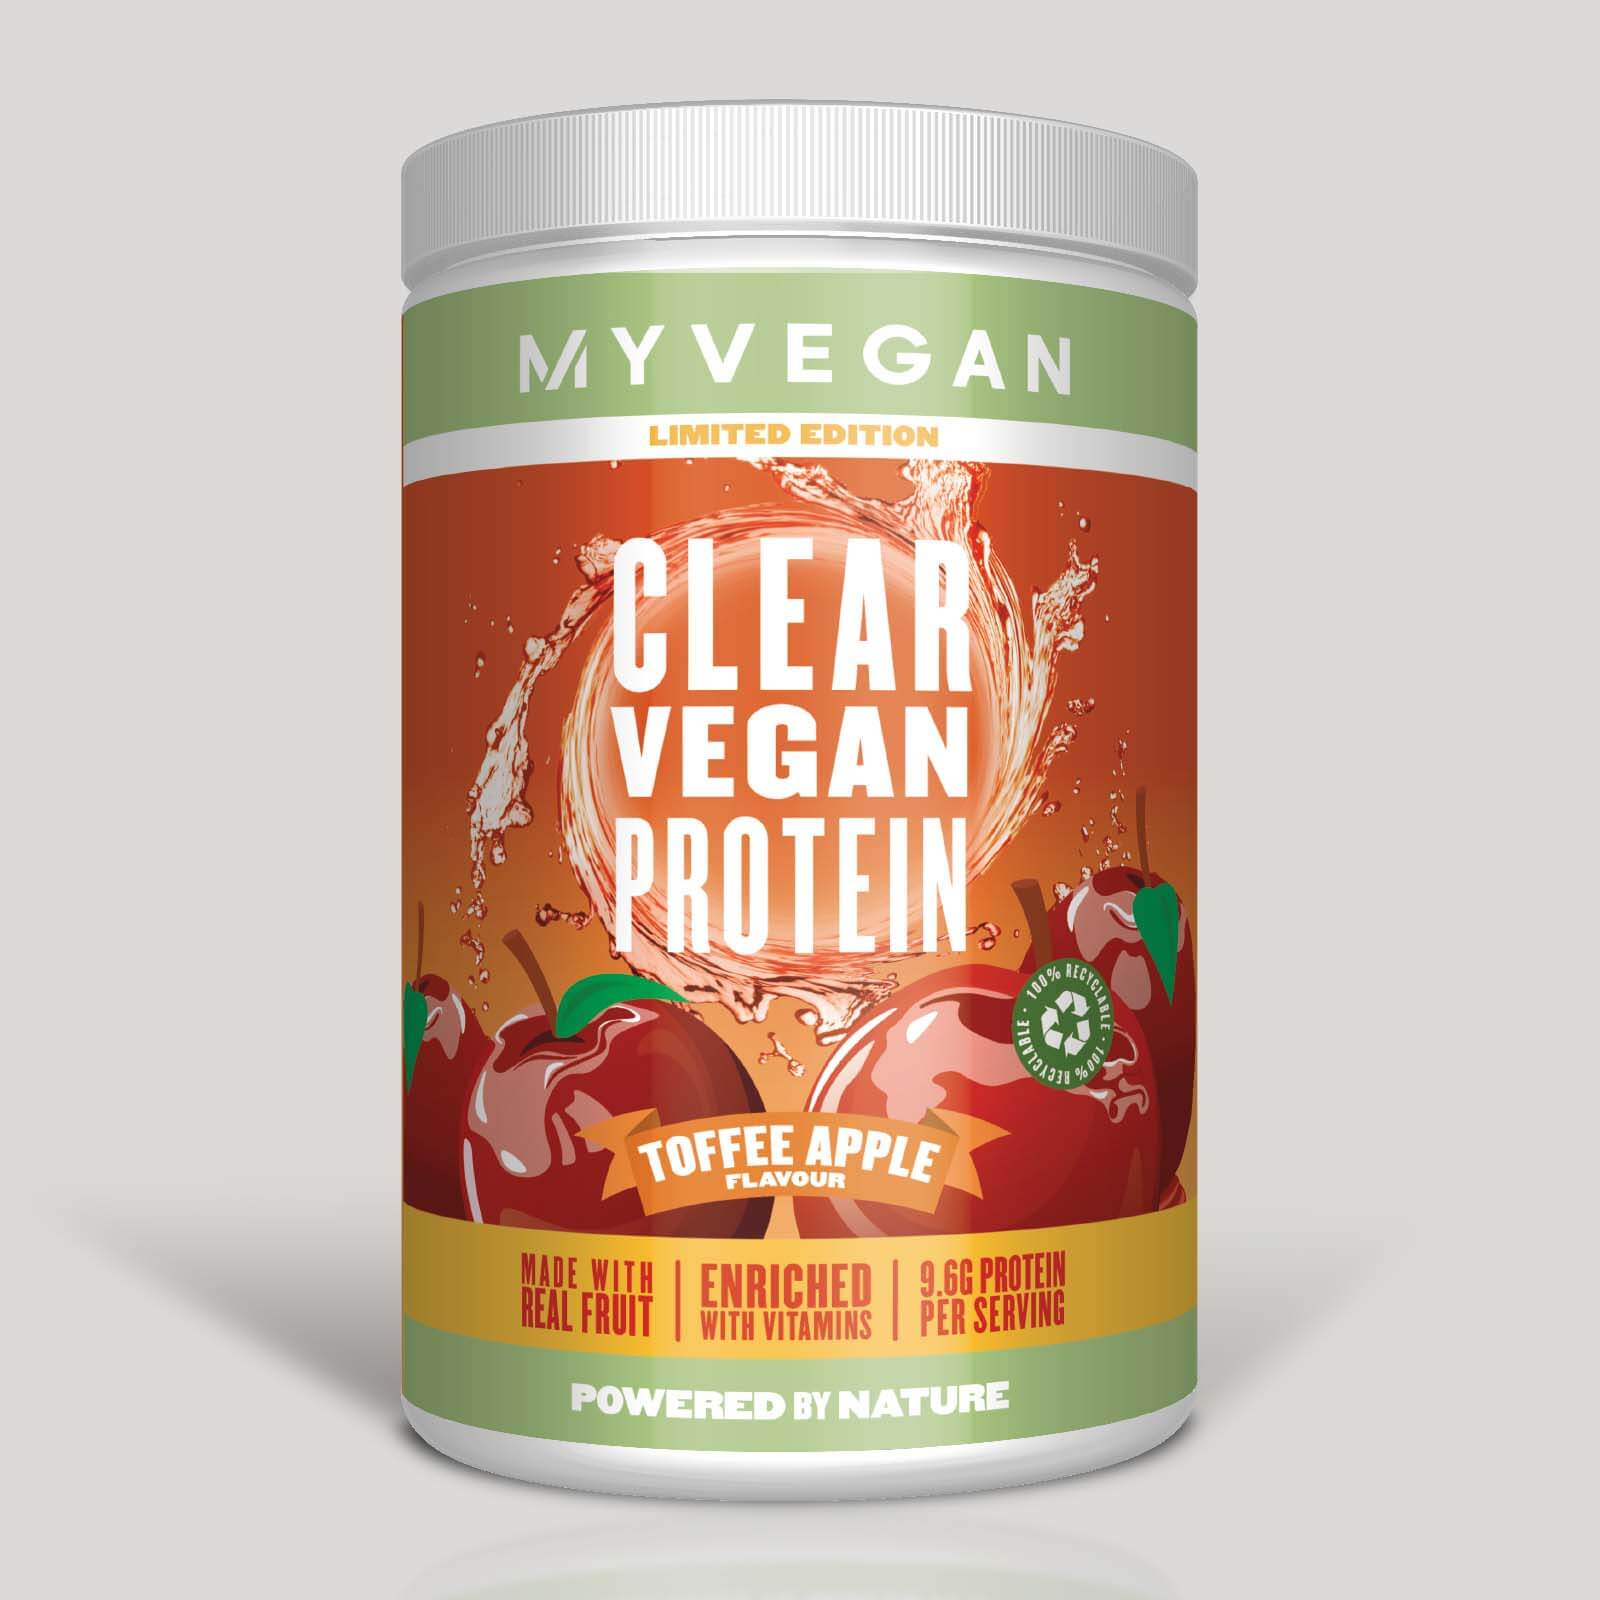 MYVEGAN
LIMITED EDITION
CLEAR
VEGAN
PROTEIN
100% RECYCLABLE · 100% RECYCLABLE ·
TOFFEE APPLE
FLAVOUR
MADE WITH
REAL FRUIT
ENRICHED
WITH VITAMINS
9.6G PROTEIN
PER SERVING
POWERED BY NATURE